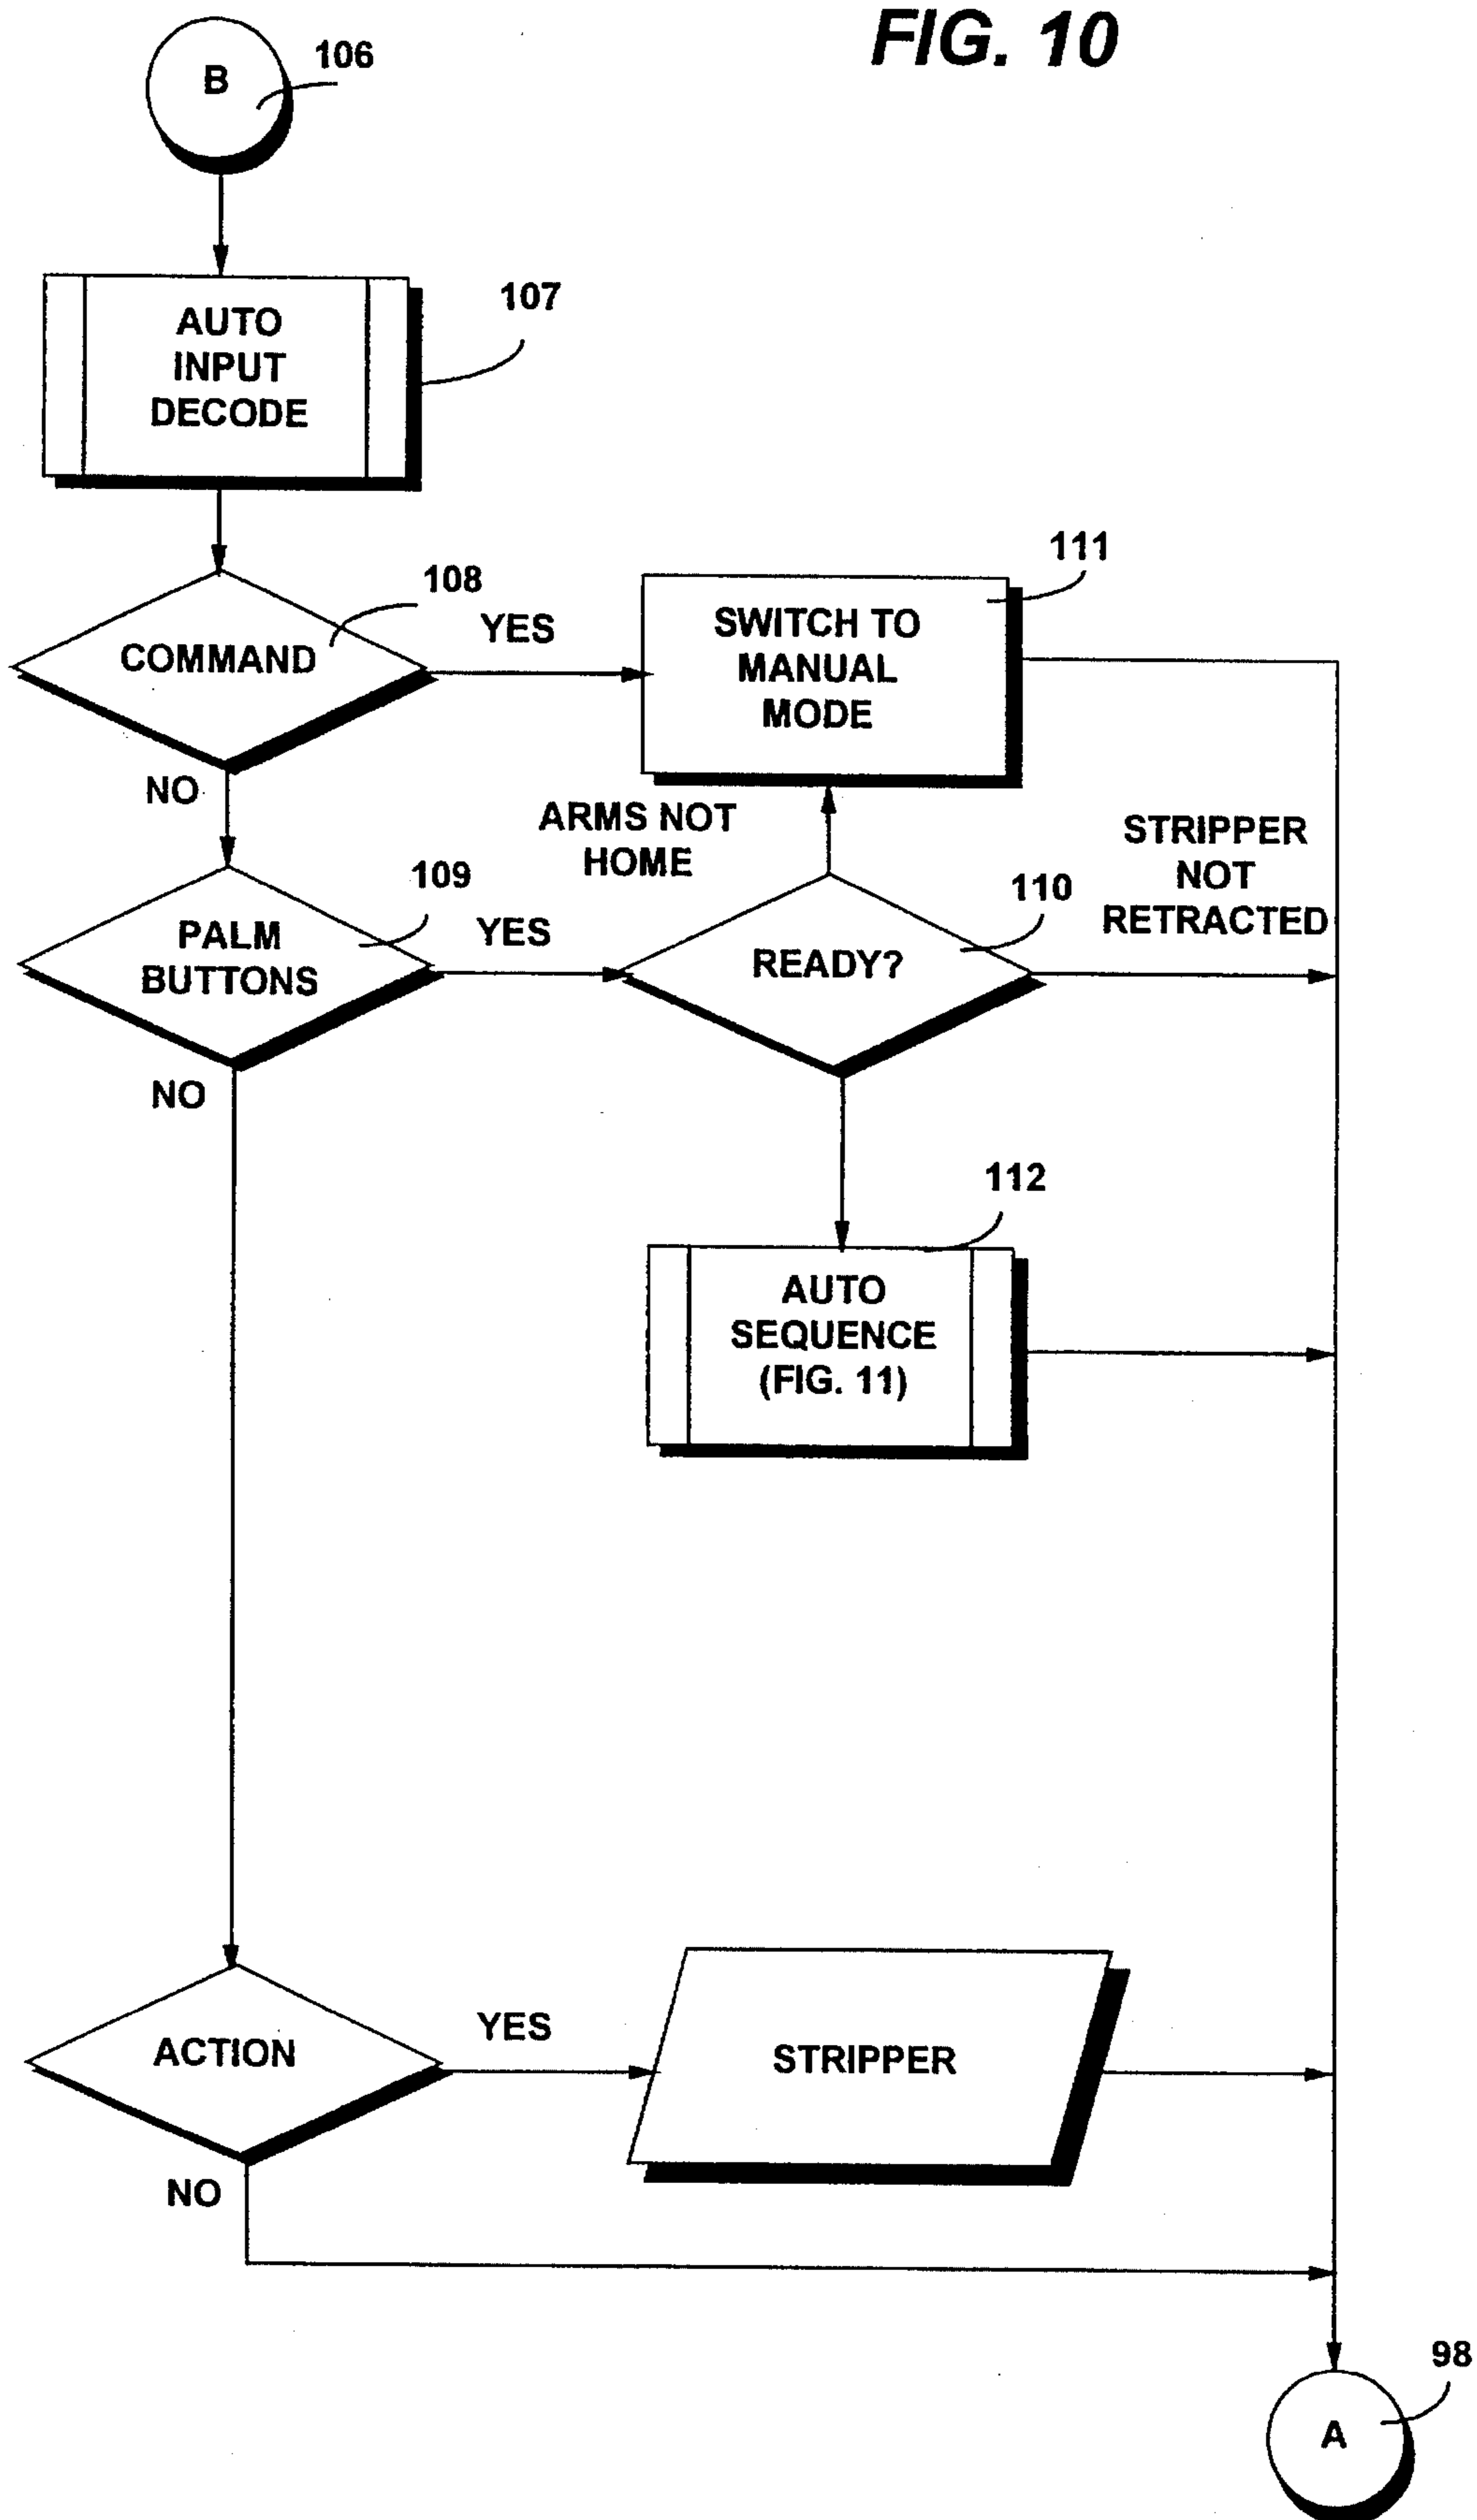 FIG. 10
B
106
AUTO
INPUT
DECODE
107
COMMAND
108
YES
SWITCH TO
MANUAL
MODE
111
NO
ARMS NOT
HOME
STRIPPER
NOT
RETRACTED
PALM
BUTTONS
109
YES
READY?
110
NO
AUTO
SEQUENCE
(FIG. 11)
112
ACTION
YES
STRIPPER
NO
98
A